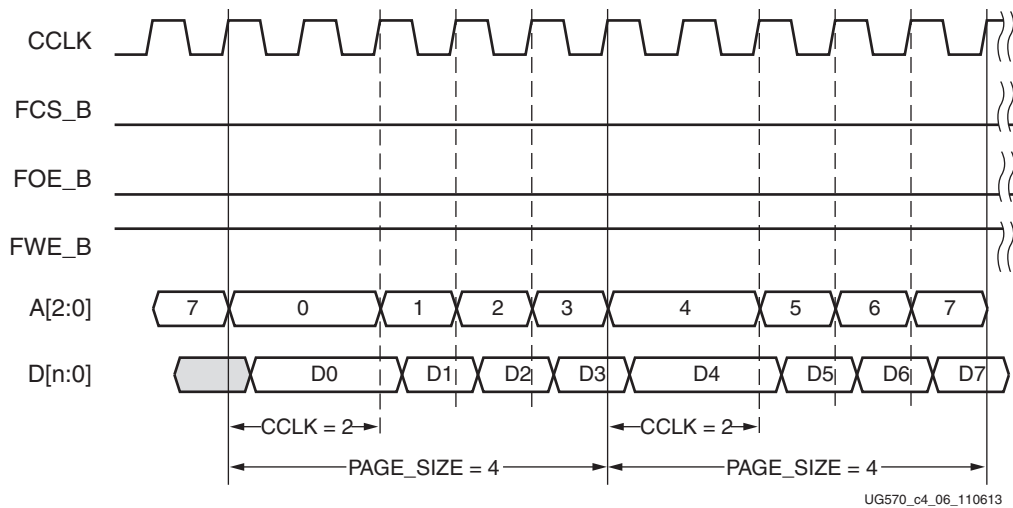 CCLK
FCS_B
FOE_B
FWE_B
A[2:0] 7 0 1 2 3 4 5 6 7
D[n:0] D0 D1 D2 D3 D4 D5 D6 D7
CCLK = 2 CCLK = 2
PAGE_SIZE = 4 PAGE_SIZE = 4
UG570_c4_06_110613